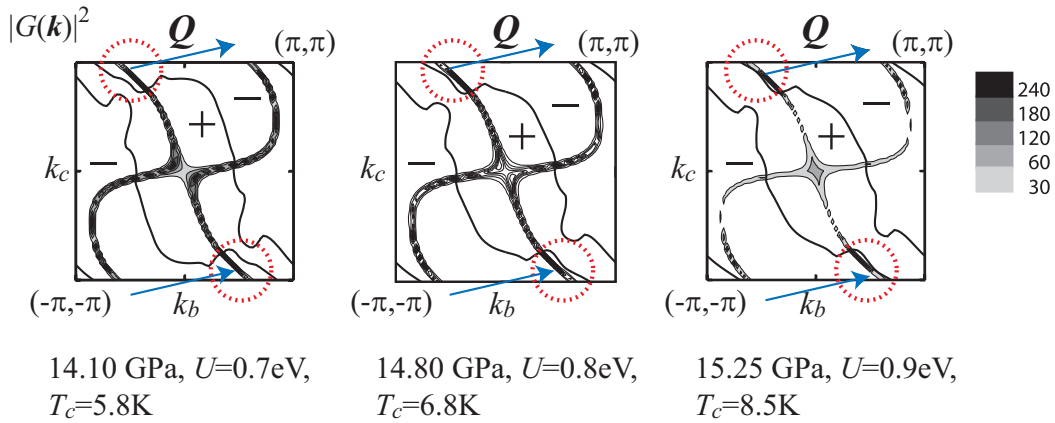 |G(k)|²
Q
(π,π)
Q
(π,π)
Q
(π,π)
−
+
−
−
+
−
−
+
−
240
180
120
60
30
k_c
k_c
k_c
(-π,-π)
k_b
(-π,-π)
k_b
(-π,-π)
k_b
14.10 GPa, U=0.7eV,
T_c=5.8K
14.80 GPa, U=0.8eV,
T_c=6.8K
15.25 GPa, U=0.9eV,
T_c=8.5K